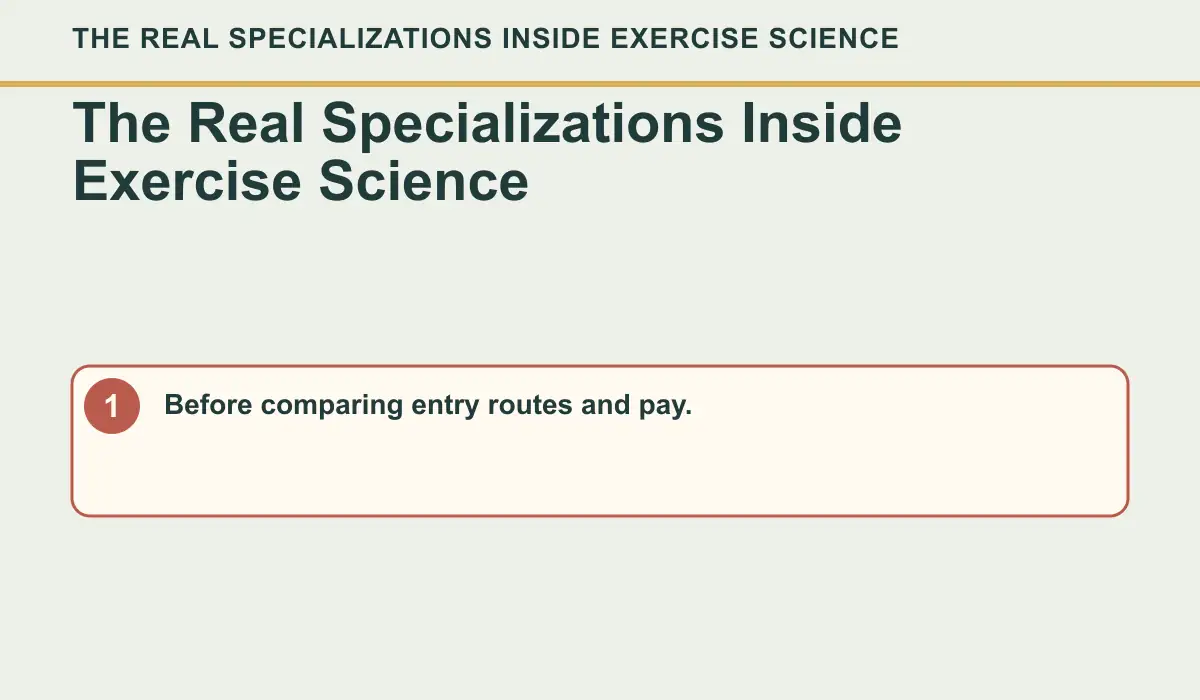 THE REAL SPECIALIZATIONS INSIDE EXERCISE SCIENCE
The Real Specializations Inside
Exercise Science
1 Before comparing entry routes and pay.